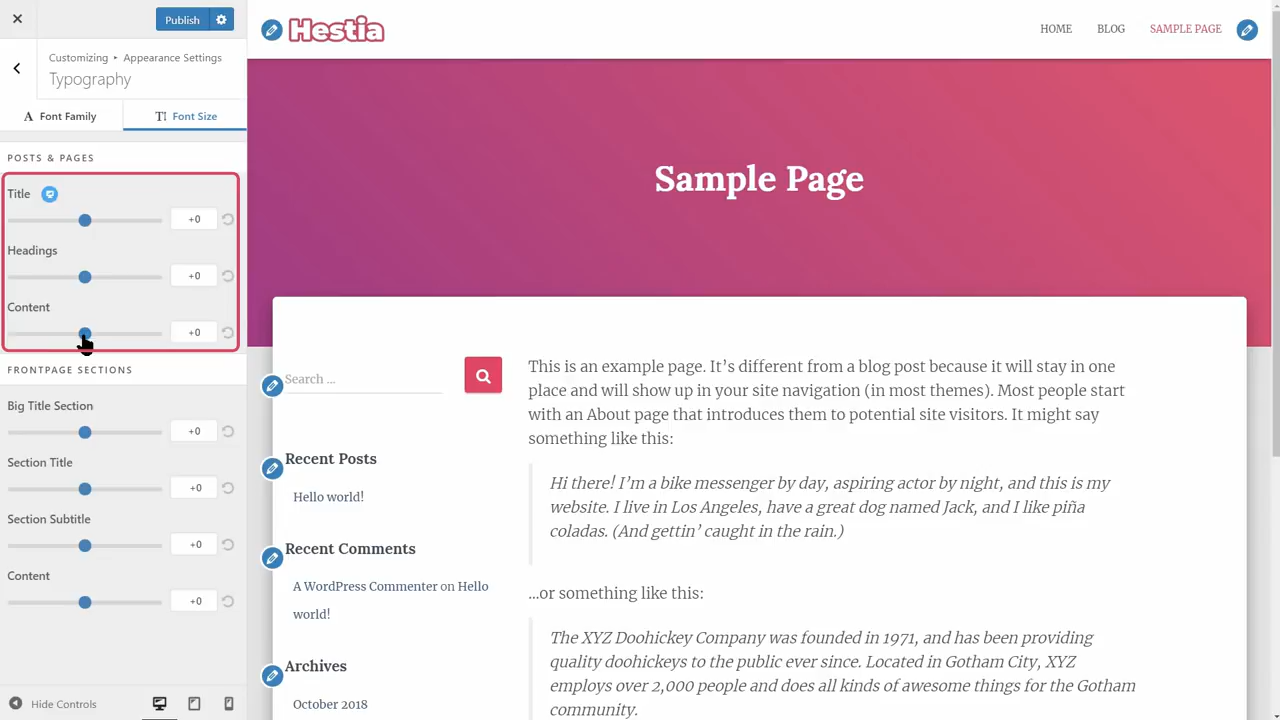 Publish
Customizing ▸ Appearance Settings
Typography
Font Family
Font Size
POSTS & PAGES
Title
+0
Headings
+0
Content
+0
FRONTPAGE SECTIONS
Big Title Section
+0
Section Title
+0
Section Subtitle
+0
Content
+0
Hide Controls
Hestia
HOME
BLOG
SAMPLE PAGE
Sample Page
Search …
Recent Posts
Hello world!
Recent Comments
A WordPress Commenter on Hello
world!
Archives
October 2018
This is an example page. It’s different from a blog post because it will stay in one
place and will show up in your site navigation (in most themes). Most people start
with an About page that introduces them to potential site visitors. It might say
something like this:
Hi there! I’m a bike messenger by day, aspiring actor by night, and this is my
website. I live in Los Angeles, have a great dog named Jack, and I like piña
coladas. (And gettin’ caught in the rain.)
…or something like this:
The XYZ Doohickey Company was founded in 1971, and has been providing
quality doohickeys to the public ever since. Located in Gotham City, XYZ
employs over 2,000 people and does all kinds of awesome things for the Gotham
community.